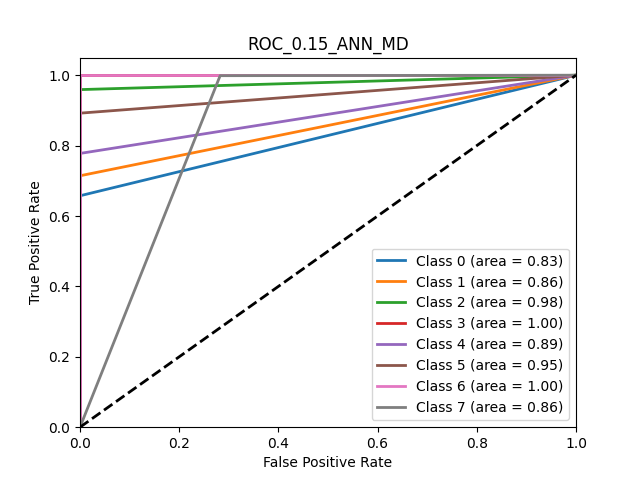 ROC_0.15_ANN_MD
True Positive Rate
1.0
0.8
0.6
0.4
0.2
0.0
Class 0 (area = 0.83)
Class 1 (area = 0.86)
Class 2 (area = 0.98)
Class 3 (area = 1.00)
Class 4 (area = 0.89)
Class 5 (area = 0.95)
Class 6 (area = 1.00)
Class 7 (area = 0.86)
0.0 0.2 0.4 0.6 0.8 1.0
False Positive Rate